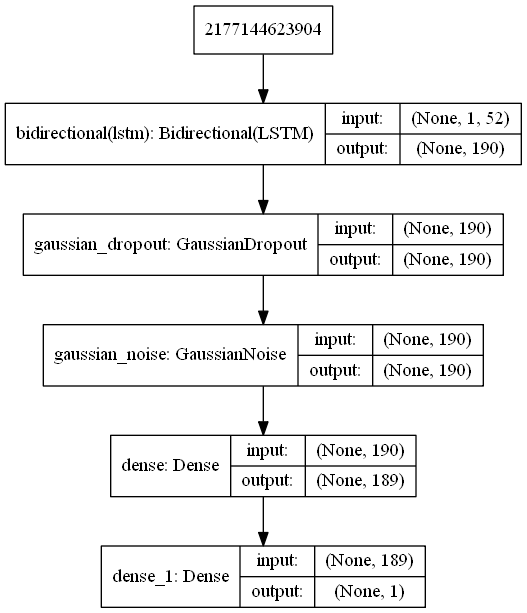 2177144623904
bidirectional(lstm): Bidirectional(LSTM)
input: (None, 1, 52)
output: (None, 190)
gaussian_dropout: GaussianDropout
input: (None, 190)
output: (None, 190)
gaussian_noise: GaussianNoise
input: (None, 190)
output: (None, 190)
dense: Dense
input: (None, 190)
output: (None, 189)
dense_1: Dense
input: (None, 189)
output: (None, 1)